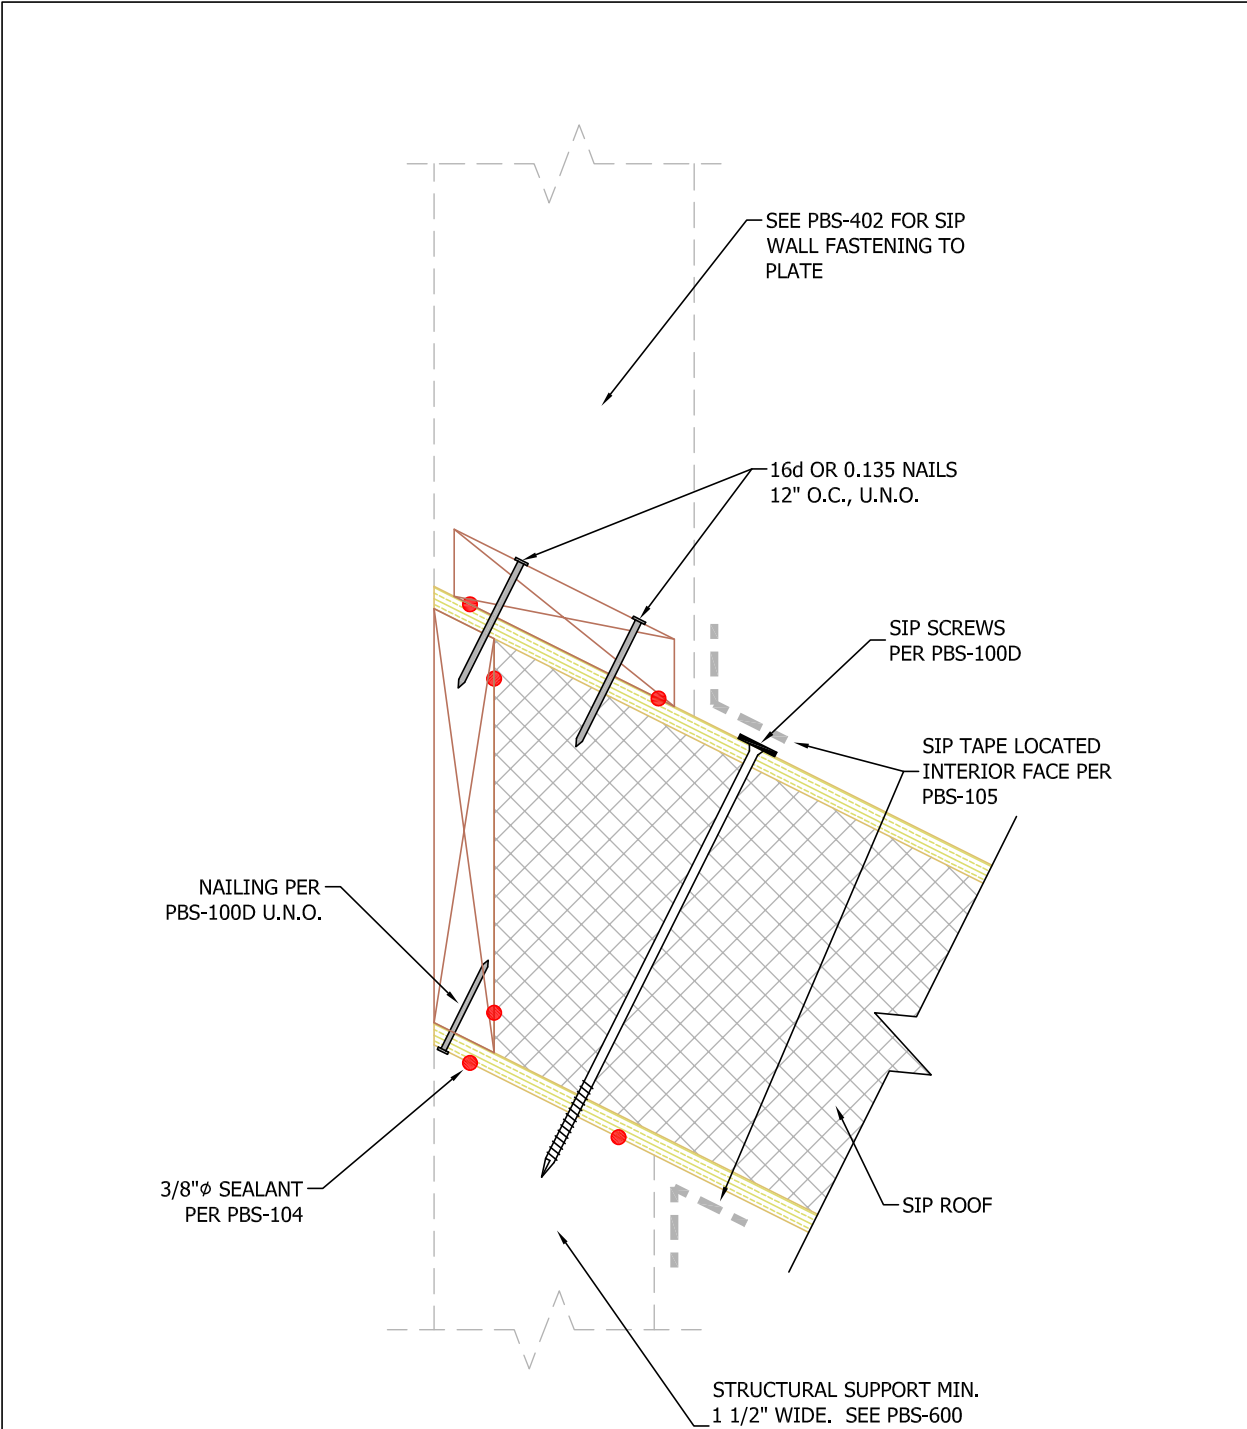 SEE PBS-402 FOR SIP
WALL FASTENING TO
PLATE
16d OR 0.135 NAILS
12" O.C., U.N.O.
SIP SCREWS
PER PBS-100D
SIP TAPE LOCATED
INTERIOR FACE PER
PBS-105
NAILING PER
PBS-100D U.N.O.
3/8"⌀ SEALANT
PER PBS-104
SIP ROOF
STRUCTURAL SUPPORT MIN.
1 1/2" WIDE. SEE PBS-600